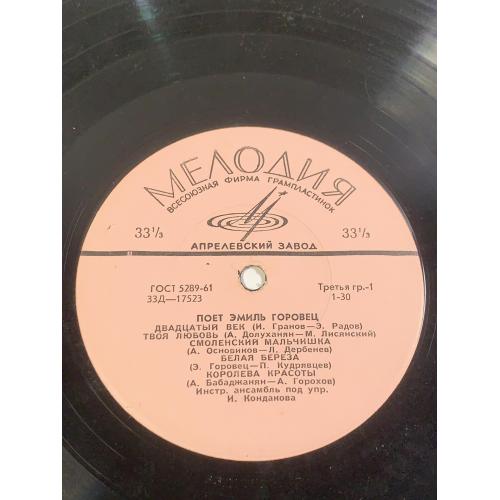 МЕЛОДИЯ
ВСЕСОЮЗНАЯ ФИРМА ГРАМПЛАСТИНОК
33⅓ 33⅓
АПРЕЛЕВСКИЙ ЗАВОД
ГОСТ 5289-61 Третья гр.-1
33Д—17523 1-30
ПОЕТ ЭМИЛЬ ГОРОВЕЦ
ДВАДЦАТЫЙ ВЕК (И. Гранов—Э. Радов)
ТВОЯ ЛЮБОВЬ (А. Долуханян—М. Лисянский)
СМОЛЕНСКИЙ МАЛЬЧИШКА
(А. Основиков—Л. Дербенев)
БЕЛАЯ БЕРЕЗА
(Э. Горовец—П. Кудрявцев)
КОРОЛЕВА КРАСОТЫ
(А. Бабаджанян—А. Горохов)
Инстр. ансамбль под упр.
И. Кондакова